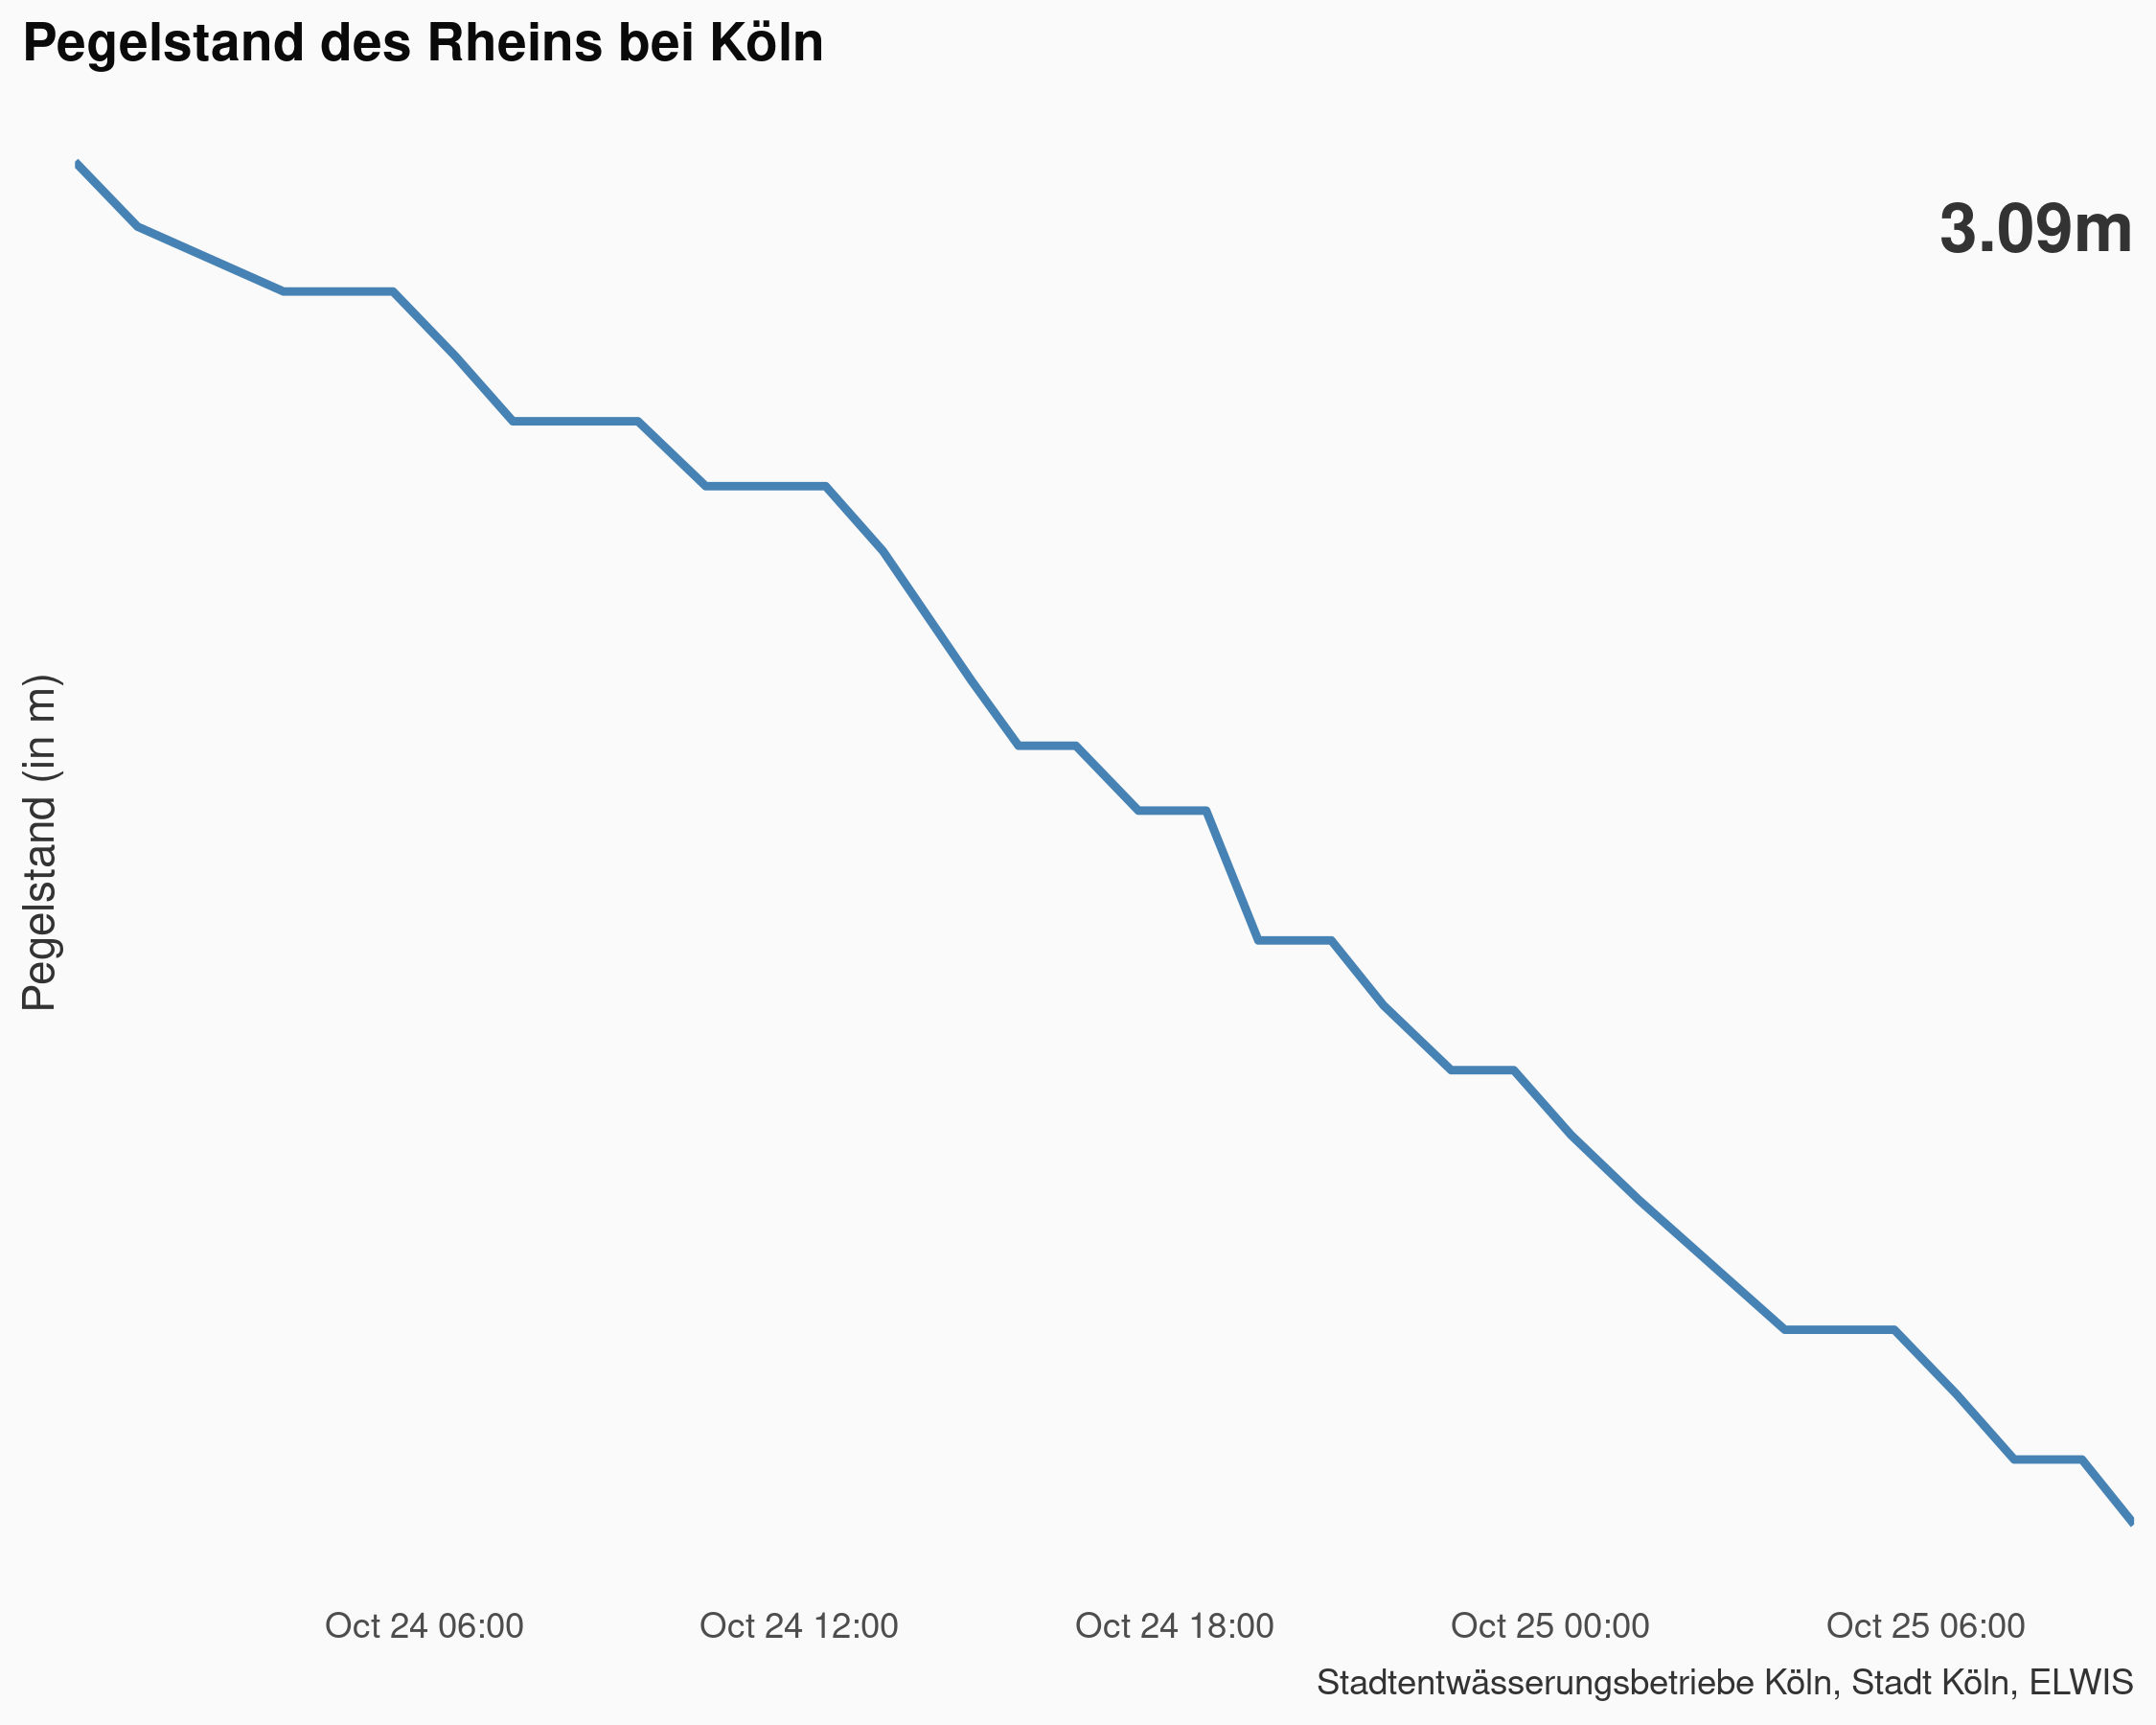 Pegelstand des Rheins bei Köln
3.09m
Pegelstand (in m)
Oct 24 06:00
Oct 24 12:00
Oct 24 18:00
Oct 25 00:00
Oct 25 06:00
Stadtentwässerungsbetriebe Köln, Stadt Köln, ELWIS